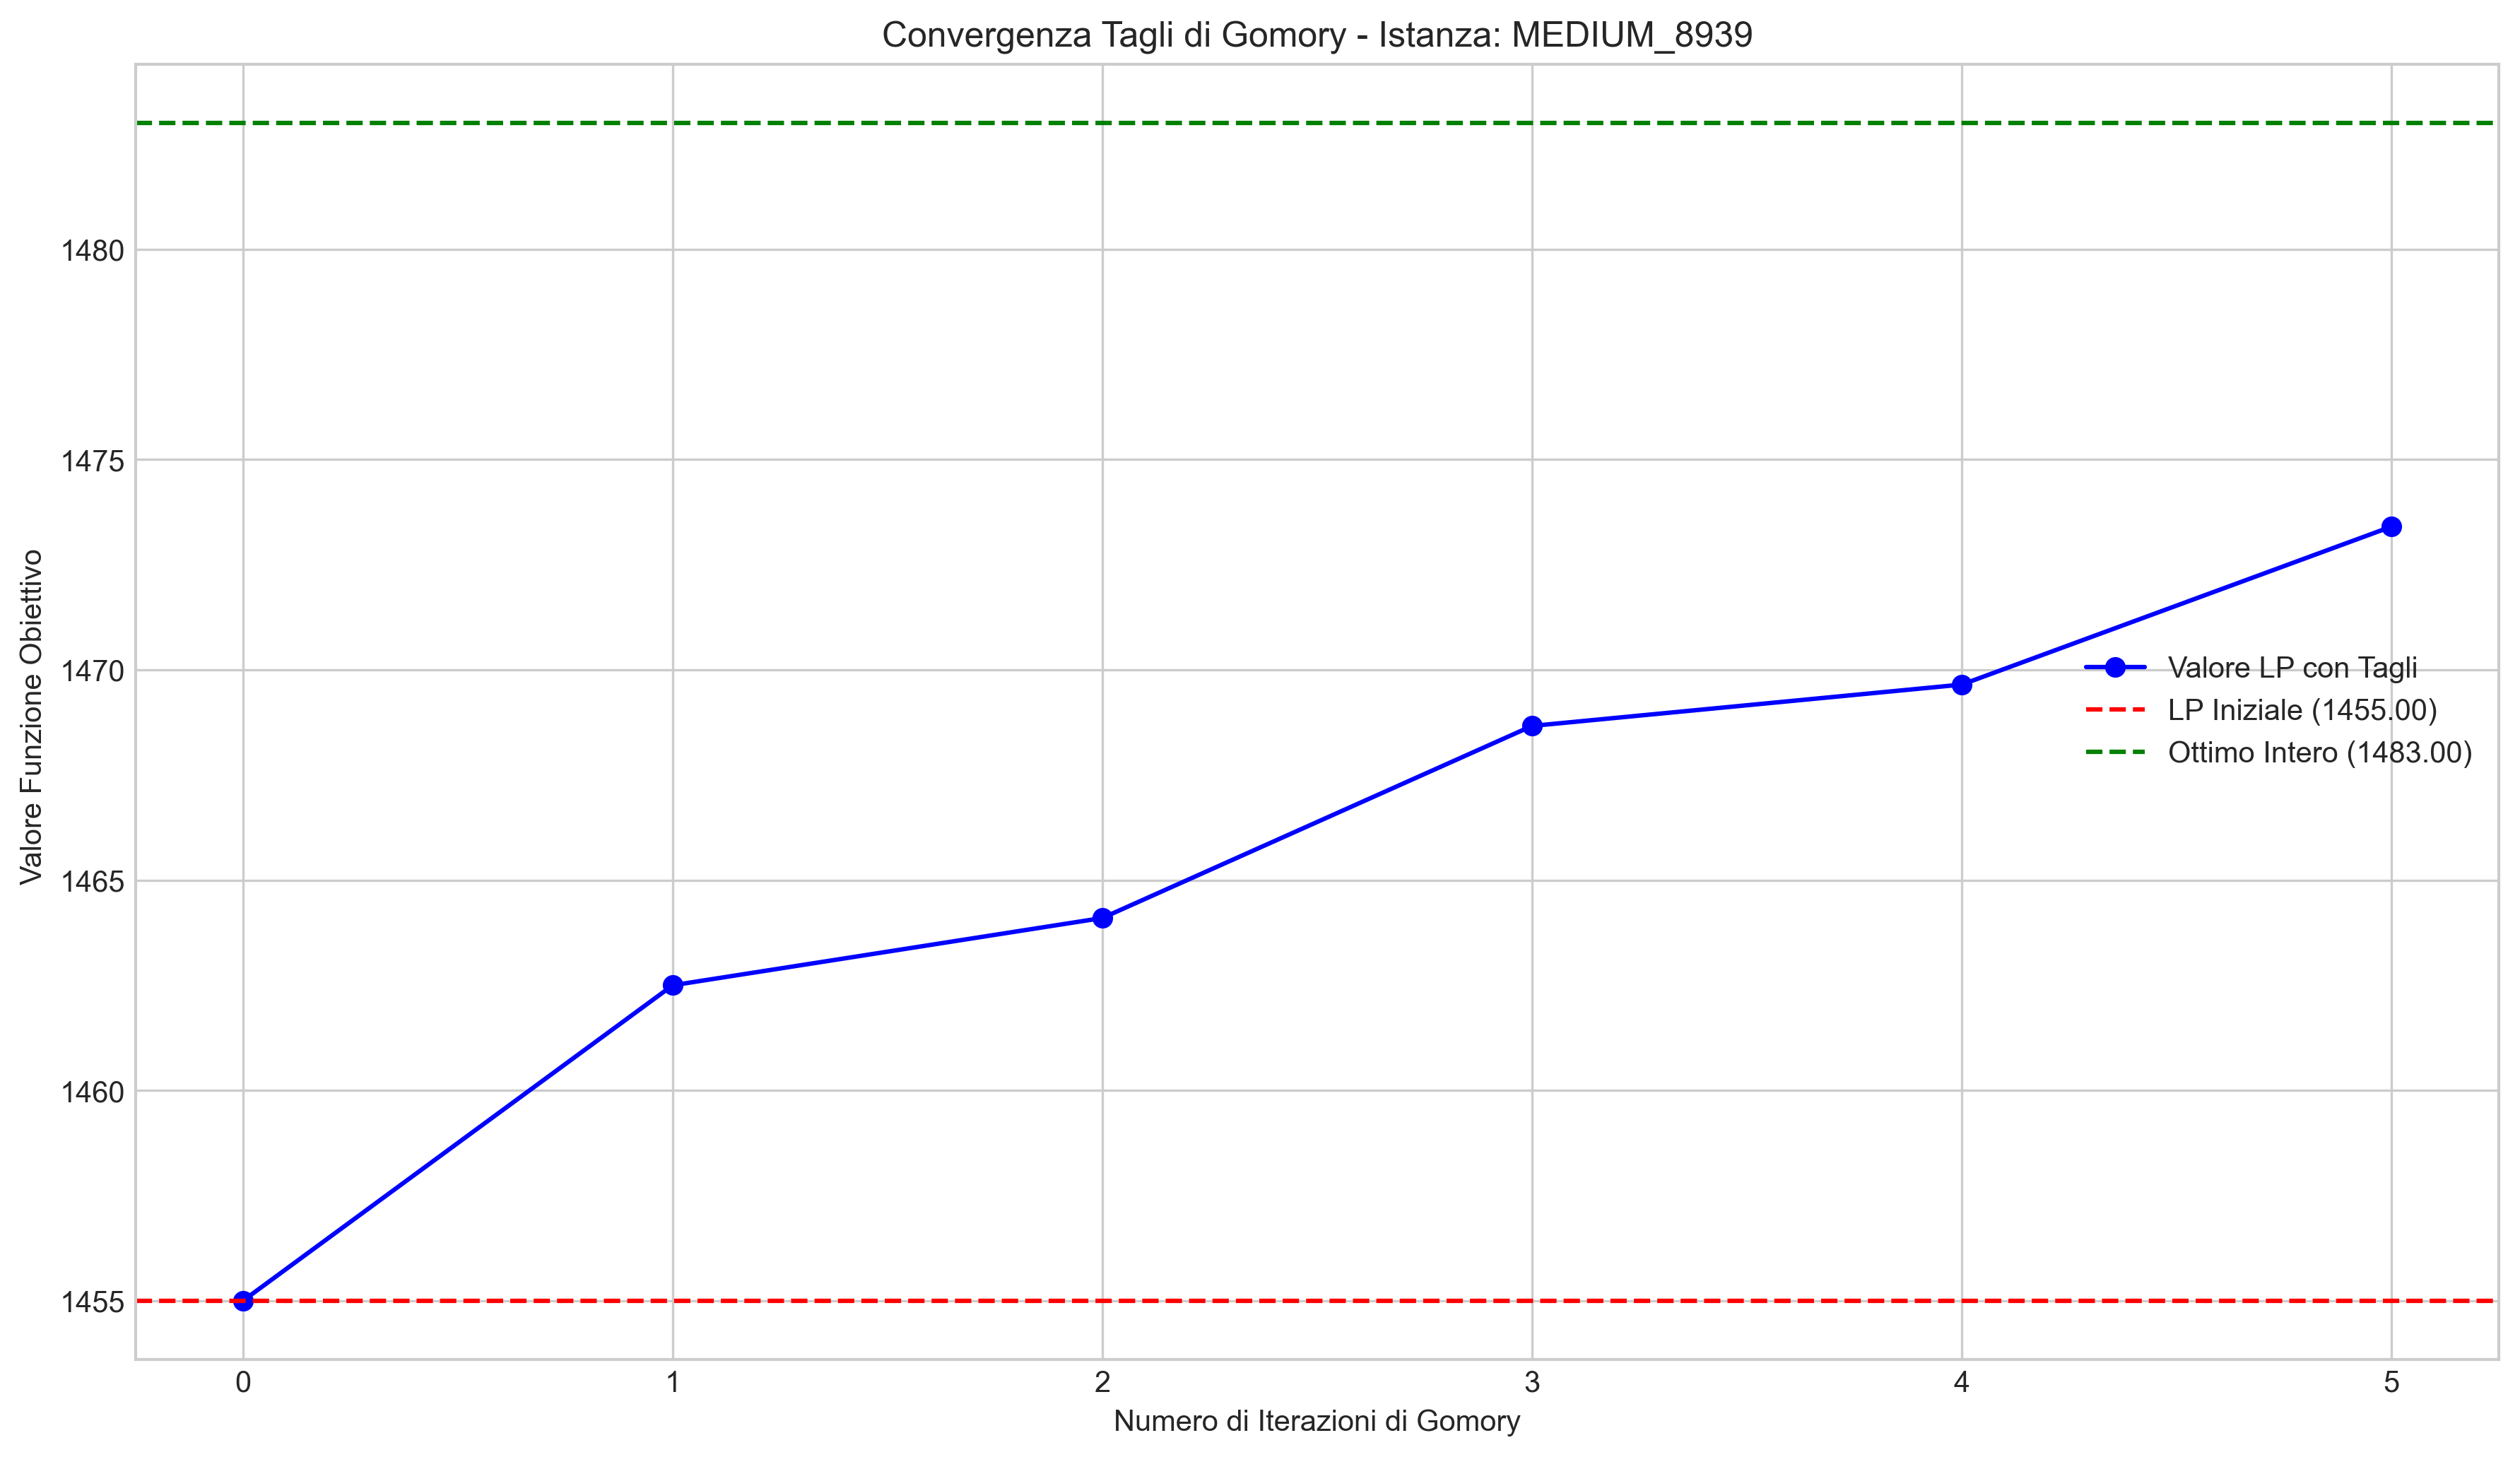 Convergenza Tagli di Gomory - Istanza: MEDIUM_8939
Valore Funzione Obiettivo
1480
1475
1470
1465
1460
1455
Valore LP con Tagli
LP Iniziale (1455.00)
Ottimo Intero (1483.00)
0 1 2 3 4 5
Numero di Iterazioni di Gomory